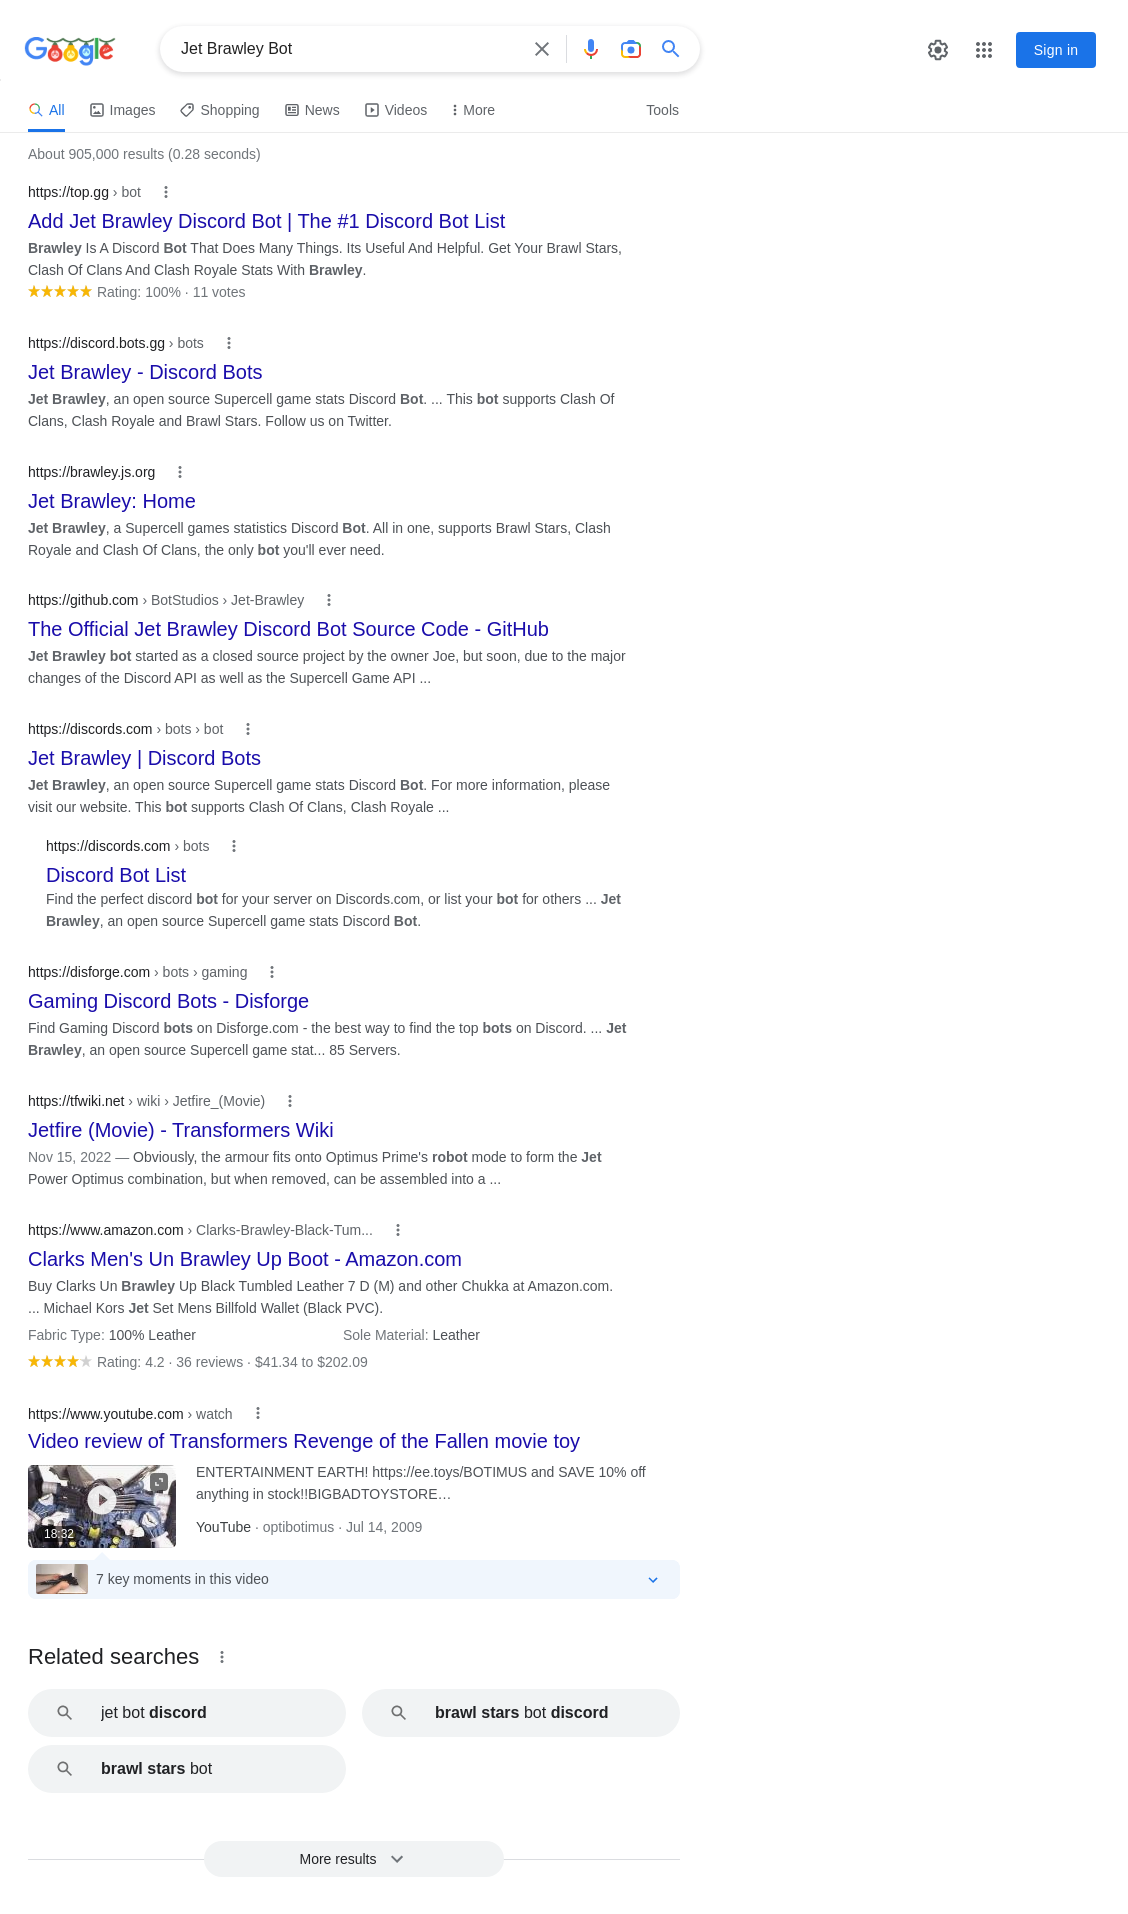 Google
Jet Brawley Bot
Sign in
All
Images
Shopping
News
Videos
More
Tools
About 905,000 results (0.28 seconds)
https://top.gg › bot
Add Jet Brawley Discord Bot | The #1 Discord Bot List
Brawley Is A Discord Bot That Does Many Things. Its Useful And Helpful. Get Your Brawl Stars,
Clash Of Clans And Clash Royale Stats With Brawley.
Rating: 100% · 11 votes
https://discord.bots.gg › bots
Jet Brawley - Discord Bots
Jet Brawley, an open source Supercell game stats Discord Bot. ... This bot supports Clash Of
Clans, Clash Royale and Brawl Stars. Follow us on Twitter.
https://brawley.js.org
Jet Brawley: Home
Jet Brawley, a Supercell games statistics Discord Bot. All in one, supports Brawl Stars, Clash
Royale and Clash Of Clans, the only bot you'll ever need.
https://github.com › BotStudios › Jet-Brawley
The Official Jet Brawley Discord Bot Source Code - GitHub
Jet Brawley bot started as a closed source project by the owner Joe, but soon, due to the major
changes of the Discord API as well as the Supercell Game API ...
https://discords.com › bots › bot
Jet Brawley | Discord Bots
Jet Brawley, an open source Supercell game stats Discord Bot. For more information, please
visit our website. This bot supports Clash Of Clans, Clash Royale ...
https://discords.com › bots
Discord Bot List
Find the perfect discord bot for your server on Discords.com, or list your bot for others ... Jet
Brawley, an open source Supercell game stats Discord Bot.
https://disforge.com › bots › gaming
Gaming Discord Bots - Disforge
Find Gaming Discord bots on Disforge.com - the best way to find the top bots on Discord. ... Jet
Brawley, an open source Supercell game stat... 85 Servers.
https://tfwiki.net › wiki › Jetfire_(Movie)
Jetfire (Movie) - Transformers Wiki
Nov 15, 2022 — Obviously, the armour fits onto Optimus Prime's robot mode to form the Jet
Power Optimus combination, but when removed, can be assembled into a ...
https://www.amazon.com › Clarks-Brawley-Black-Tum...
Clarks Men's Un Brawley Up Boot - Amazon.com
Buy Clarks Un Brawley Up Black Tumbled Leather 7 D (M) and other Chukka at Amazon.com.
... Michael Kors Jet Set Mens Billfold Wallet (Black PVC).
Fabric Type: 100% Leather
Sole Material: Leather
Rating: 4.2 · 36 reviews · $41.34 to $202.09
https://www.youtube.com › watch
Video review of Transformers Revenge of the Fallen movie toy
ENTERTAINMENT EARTH! https://ee.toys/BOTIMUS and SAVE 10% off
anything in stock!!BIGBADTOYSTORE…
18:32
YouTube · optibotimus · Jul 14, 2009
7 key moments in this video
Related searches
jet bot discord
brawl stars bot discord
brawl stars bot
More results